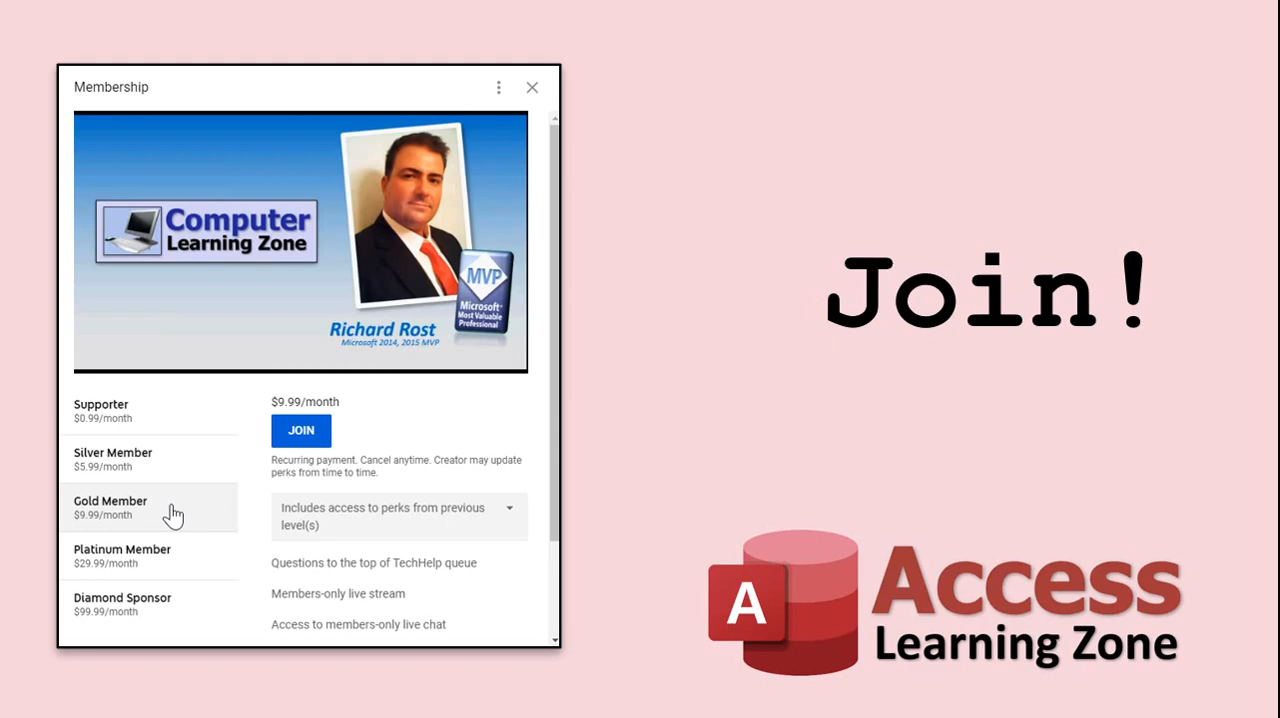 Membership
Computer
Learning Zone
MVP
Microsoft®
Most Valuable
Professional
Richard Rost
Microsoft 2014, 2015 MVP
Supporter
$0.99/month
Silver Member
$5.99/month
Gold Member
$9.99/month
Platinum Member
$29.99/month
Diamond Sponsor
$99.99/month
$9.99/month
JOIN
Recurring payment. Cancel anytime. Creator may update
perks from time to time.
Includes access to perks from previous
level(s)
Questions to the top of TechHelp queue
Members-only live stream
Access to members-only live chat
Join!
A
Access
Learning Zone